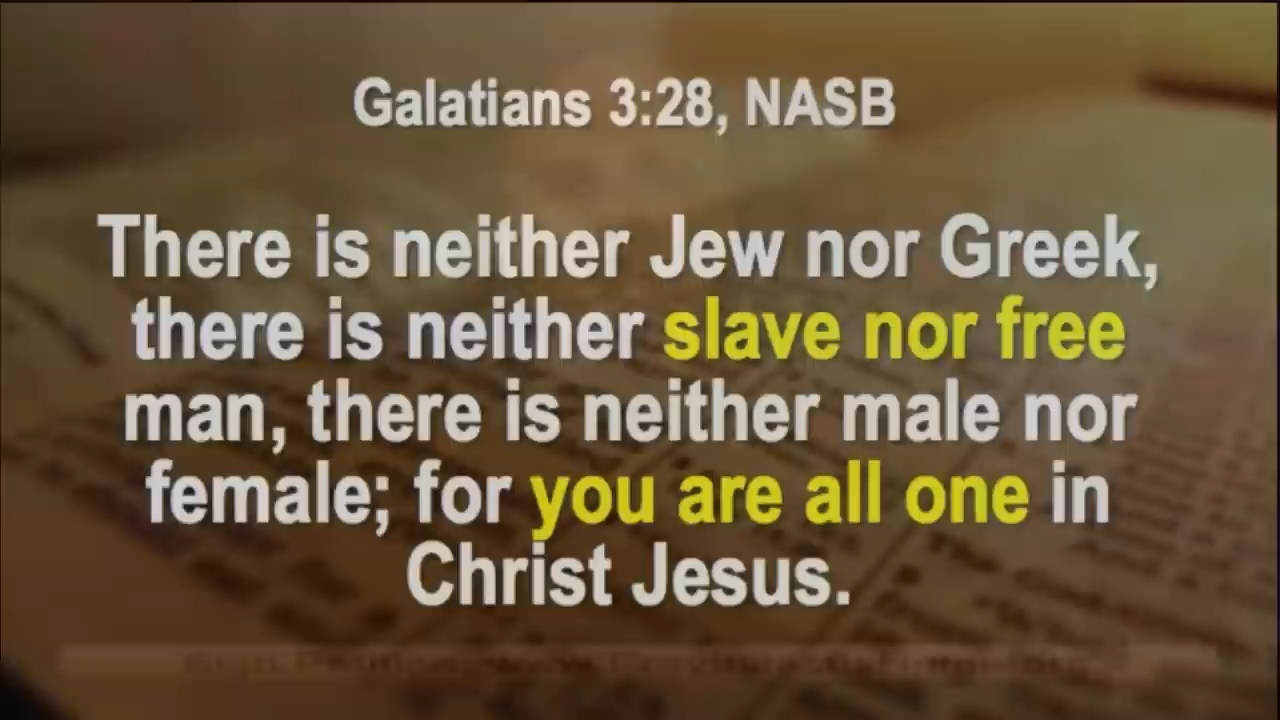 Galatians 3:28, NASB
There is neither Jew nor Greek,
there is neither slave nor free
man, there is neither male nor
female; for you are all one in
Christ Jesus.